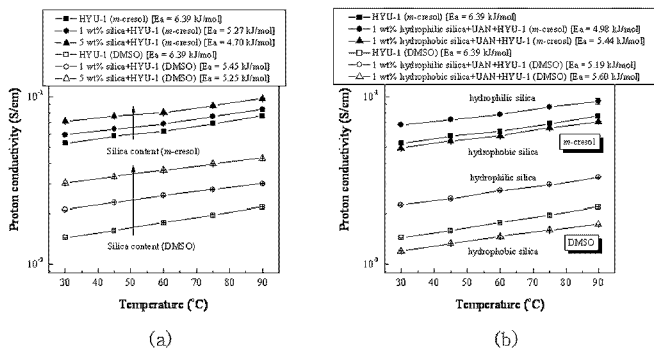 HYU-1 (m-cresol) [Ea = 6.39 kJ/mol]
1 wt% silica+HYU-1 (m-cresol) [Ea = 5.27 kJ/mol]
5 wt% silica+HYU-1 (m-cresol) [Ea = 4.70 kJ/mol]
HYU-1 (DMSO) [Ea = 6.39 kJ/mol]
1 wt% silica+HYU-1 (DMSO) [Ea = 5.45 kJ/mol]
5 wt% silica+HYU-1 (DMSO) [Ea = 5.25 kJ/mol]
Proton conductivity (S/cm)
10⁻¹
Silica content (m-cresol)
Silica content (DMSO)
10⁻²
30 40 50 60 70 80 90
Temperature (°C)
(a)
HYU-1 (m-cresol) [Ea = 6.39 kJ/mol]
1 wt% hydrophilic silica+UAN+HYU-1 (m-cresol) [Ea = 4.98 kJ/mol]
1 wt% hydrophobic silica+UAN+HYU-1 (m-cresol) [Ea = 5.44 kJ/mol]
HYU-1 (DMSO) [Ea = 6.39 kJ/mol]
1 wt% hydrophilic silica+UAN+HYU-1 (DMSO) [Ea = 5.19 kJ/mol]
1 wt% hydrophobic silica+UAN+HYU-1 (DMSO) [Ea = 5.60 kJ/mol]
Proton conductivity (S/cm)
10⁻¹
hydrophilic silica
m-cresol
hydrophobic silica
hydrophilic silica
DMSO
hydrophobic silica
10⁻²
30 40 50 60 70 80 90
Temperature (°C)
(b)